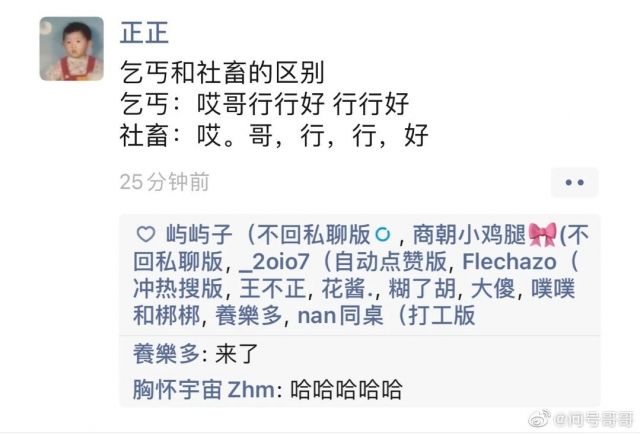 正正
乞丐和社畜的区别
乞丐：哎哥行行好 行行好
社畜：哎。哥，行，行，好
25分钟前
屿屿子（不回私聊版, 商朝小鸡腿🎀(不
回私聊版, _2oio7（自动点赞版, Flechazo（
冲热搜版, 王不正, 花酱., 糊了胡, 大傻, 噗噗
和梆梆, 養樂多, nan同桌（打工版
養樂多: 来了
胸怀宇宙Zhm: 哈哈哈哈哈
@问号哥哥